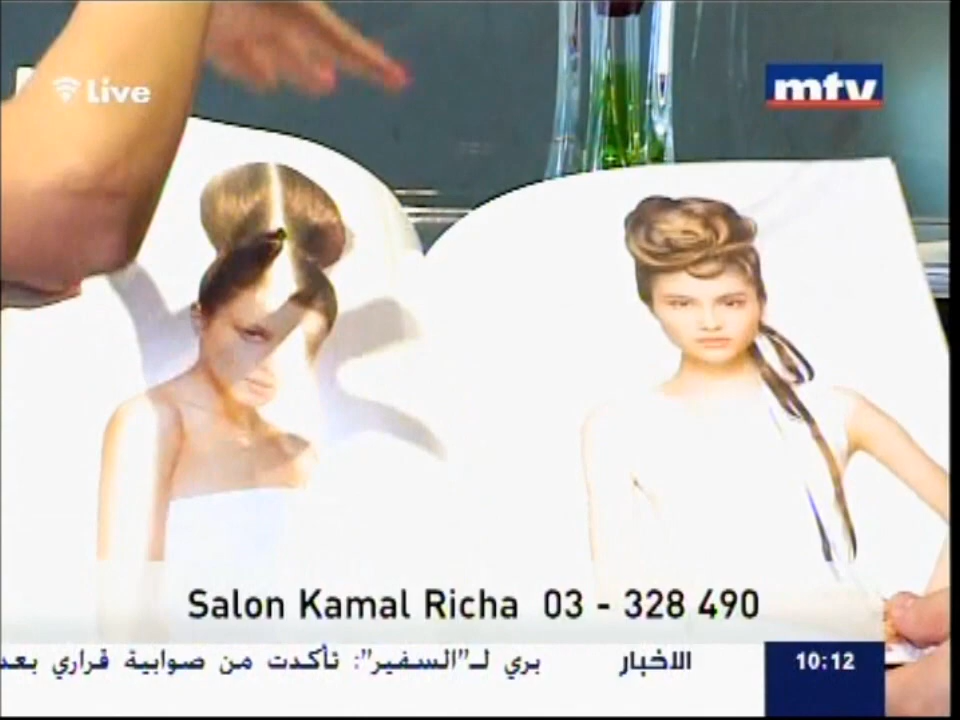 Live
mtv
Salon Kamal Richa 03 - 328 490
الاخبار بري لـ"السفير": تأكدت من صوابية قراري بعد
10:12